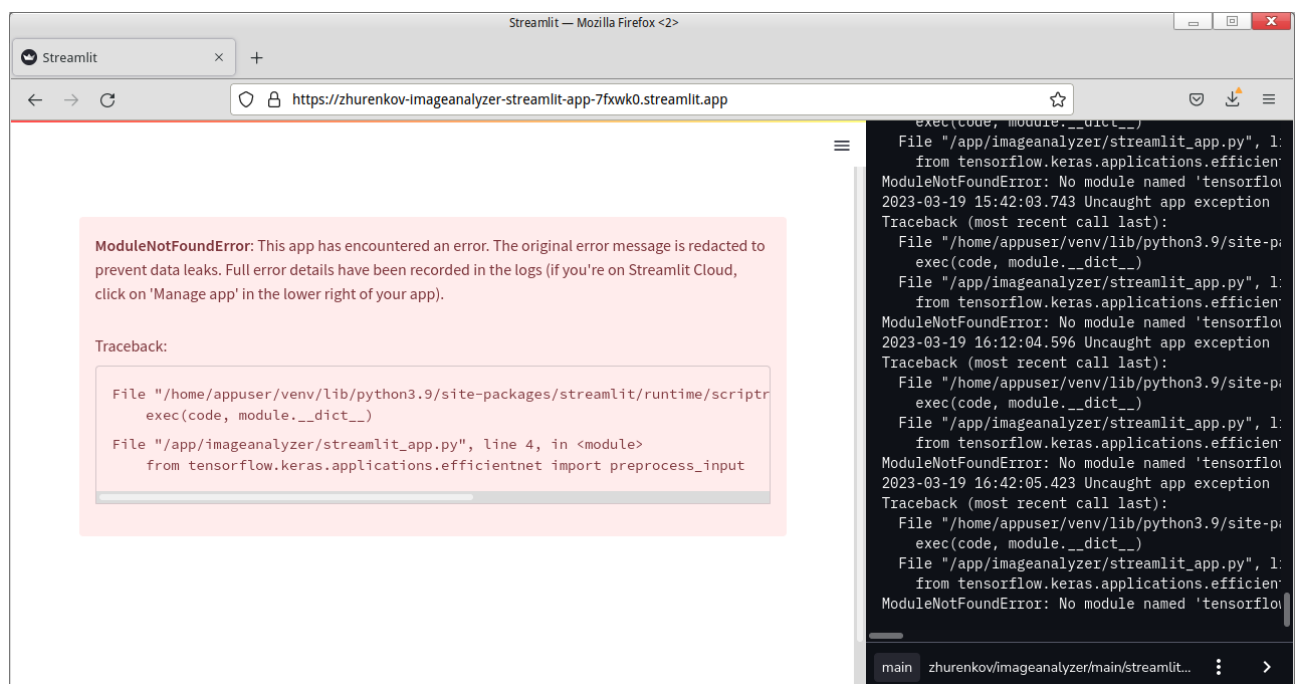 Streamlit — Mozilla Firefox <2>
Streamlit
https://zhurenkov-imageanalyzer-streamlit-app-7fxwk0.streamlit.app
ModuleNotFoundError: This app has encountered an error. The original error message is redacted to
prevent data leaks. Full error details have been recorded in the logs (if you're on Streamlit Cloud,
click on 'Manage app' in the lower right of your app).
Traceback:
File "/home/appuser/venv/lib/python3.9/site-packages/streamlit/runtime/scriptr
exec(code, module.__dict__)
File "/app/imageanalyzer/streamlit_app.py", line 4, in <module>
from tensorflow.keras.applications.efficientnet import preprocess_input
exec(code, module.__dict__)
File "/app/imageanalyzer/streamlit_app.py", li
from tensorflow.keras.applications.efficien
ModuleNotFoundError: No module named 'tensorflow
2023-03-19 15:42:03.743 Uncaught app exception
Traceback (most recent call last):
File "/home/appuser/venv/lib/python3.9/site-pa
exec(code, module.__dict__)
File "/app/imageanalyzer/streamlit_app.py", li
from tensorflow.keras.applications.efficien
ModuleNotFoundError: No module named 'tensorflow
2023-03-19 16:12:04.596 Uncaught app exception
Traceback (most recent call last):
File "/home/appuser/venv/lib/python3.9/site-pa
exec(code, module.__dict__)
File "/app/imageanalyzer/streamlit_app.py", li
from tensorflow.keras.applications.efficien
ModuleNotFoundError: No module named 'tensorflow
2023-03-19 16:42:05.423 Uncaught app exception
Traceback (most recent call last):
File "/home/appuser/venv/lib/python3.9/site-pa
exec(code, module.__dict__)
File "/app/imageanalyzer/streamlit_app.py", li
from tensorflow.keras.applications.efficien
ModuleNotFoundError: No module named 'tensorflow
main zhurenkov/imageanalyzer/main/streamlit...